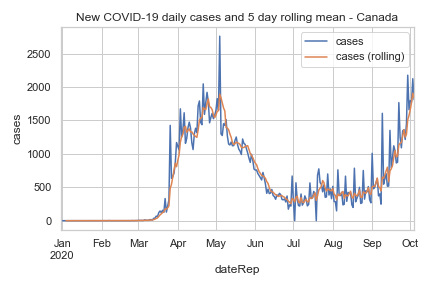 New COVID-19 daily cases and 5 day rolling mean - Canada
cases
cases (rolling)
2500
2000
1500
1000
500
0
cases
Jan Feb Mar Apr May Jun Jul Aug Sep Oct
2020
dateRep